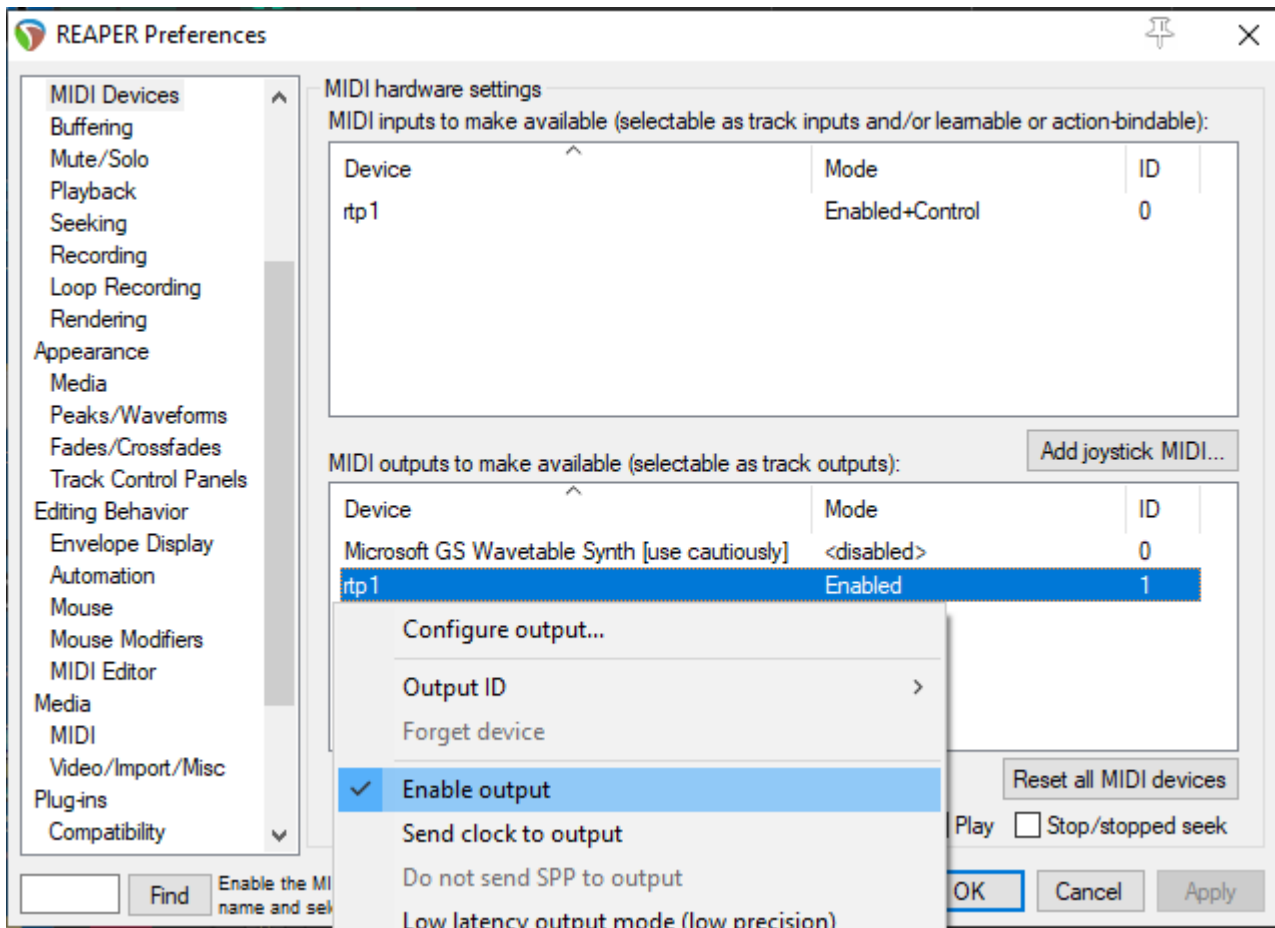 REAPER Preferences
MIDI Devices
Buffering
Mute/Solo
Playback
Seeking
Recording
Loop Recording
Rendering
Appearance
Media
Peaks/Waveforms
Fades/Crossfades
Track Control Panels
Editing Behavior
Envelope Display
Automation
Mouse
Mouse Modifiers
MIDI Editor
Media
MIDI
Video/Import/Misc
Plug-ins
Compatibility
MIDI hardware settings
MIDI inputs to make available (selectable as track inputs and/or learnable or action-bindable):
Device Mode ID
rtp1 Enabled+Control 0
Add joystick MIDI...
MIDI outputs to make available (selectable as track outputs):
Device Mode ID
Microsoft GS Wavetable Synth [use cautiously] <disabled> 0
rtp1 Enabled 1
Configure output...
Output ID
Forget device
Enable output
Send clock to output
Do not send SPP to output
Low latency output mode (low precision)
Reset all MIDI devices
Play Stop/stopped seek
Find
Enable the MI
name and sel
OK Cancel Apply